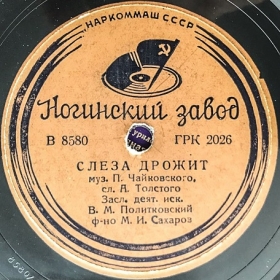 НАРКОММАШ СССР
Ногинский завод
В 8580 ГРК 2026
СЛЕЗА ДРОЖИТ
муз. П. Чайковского,
сл. А. Толстого
Засл. деят. иск.
В. М. Политковский
ф-но М. И. Сахаров